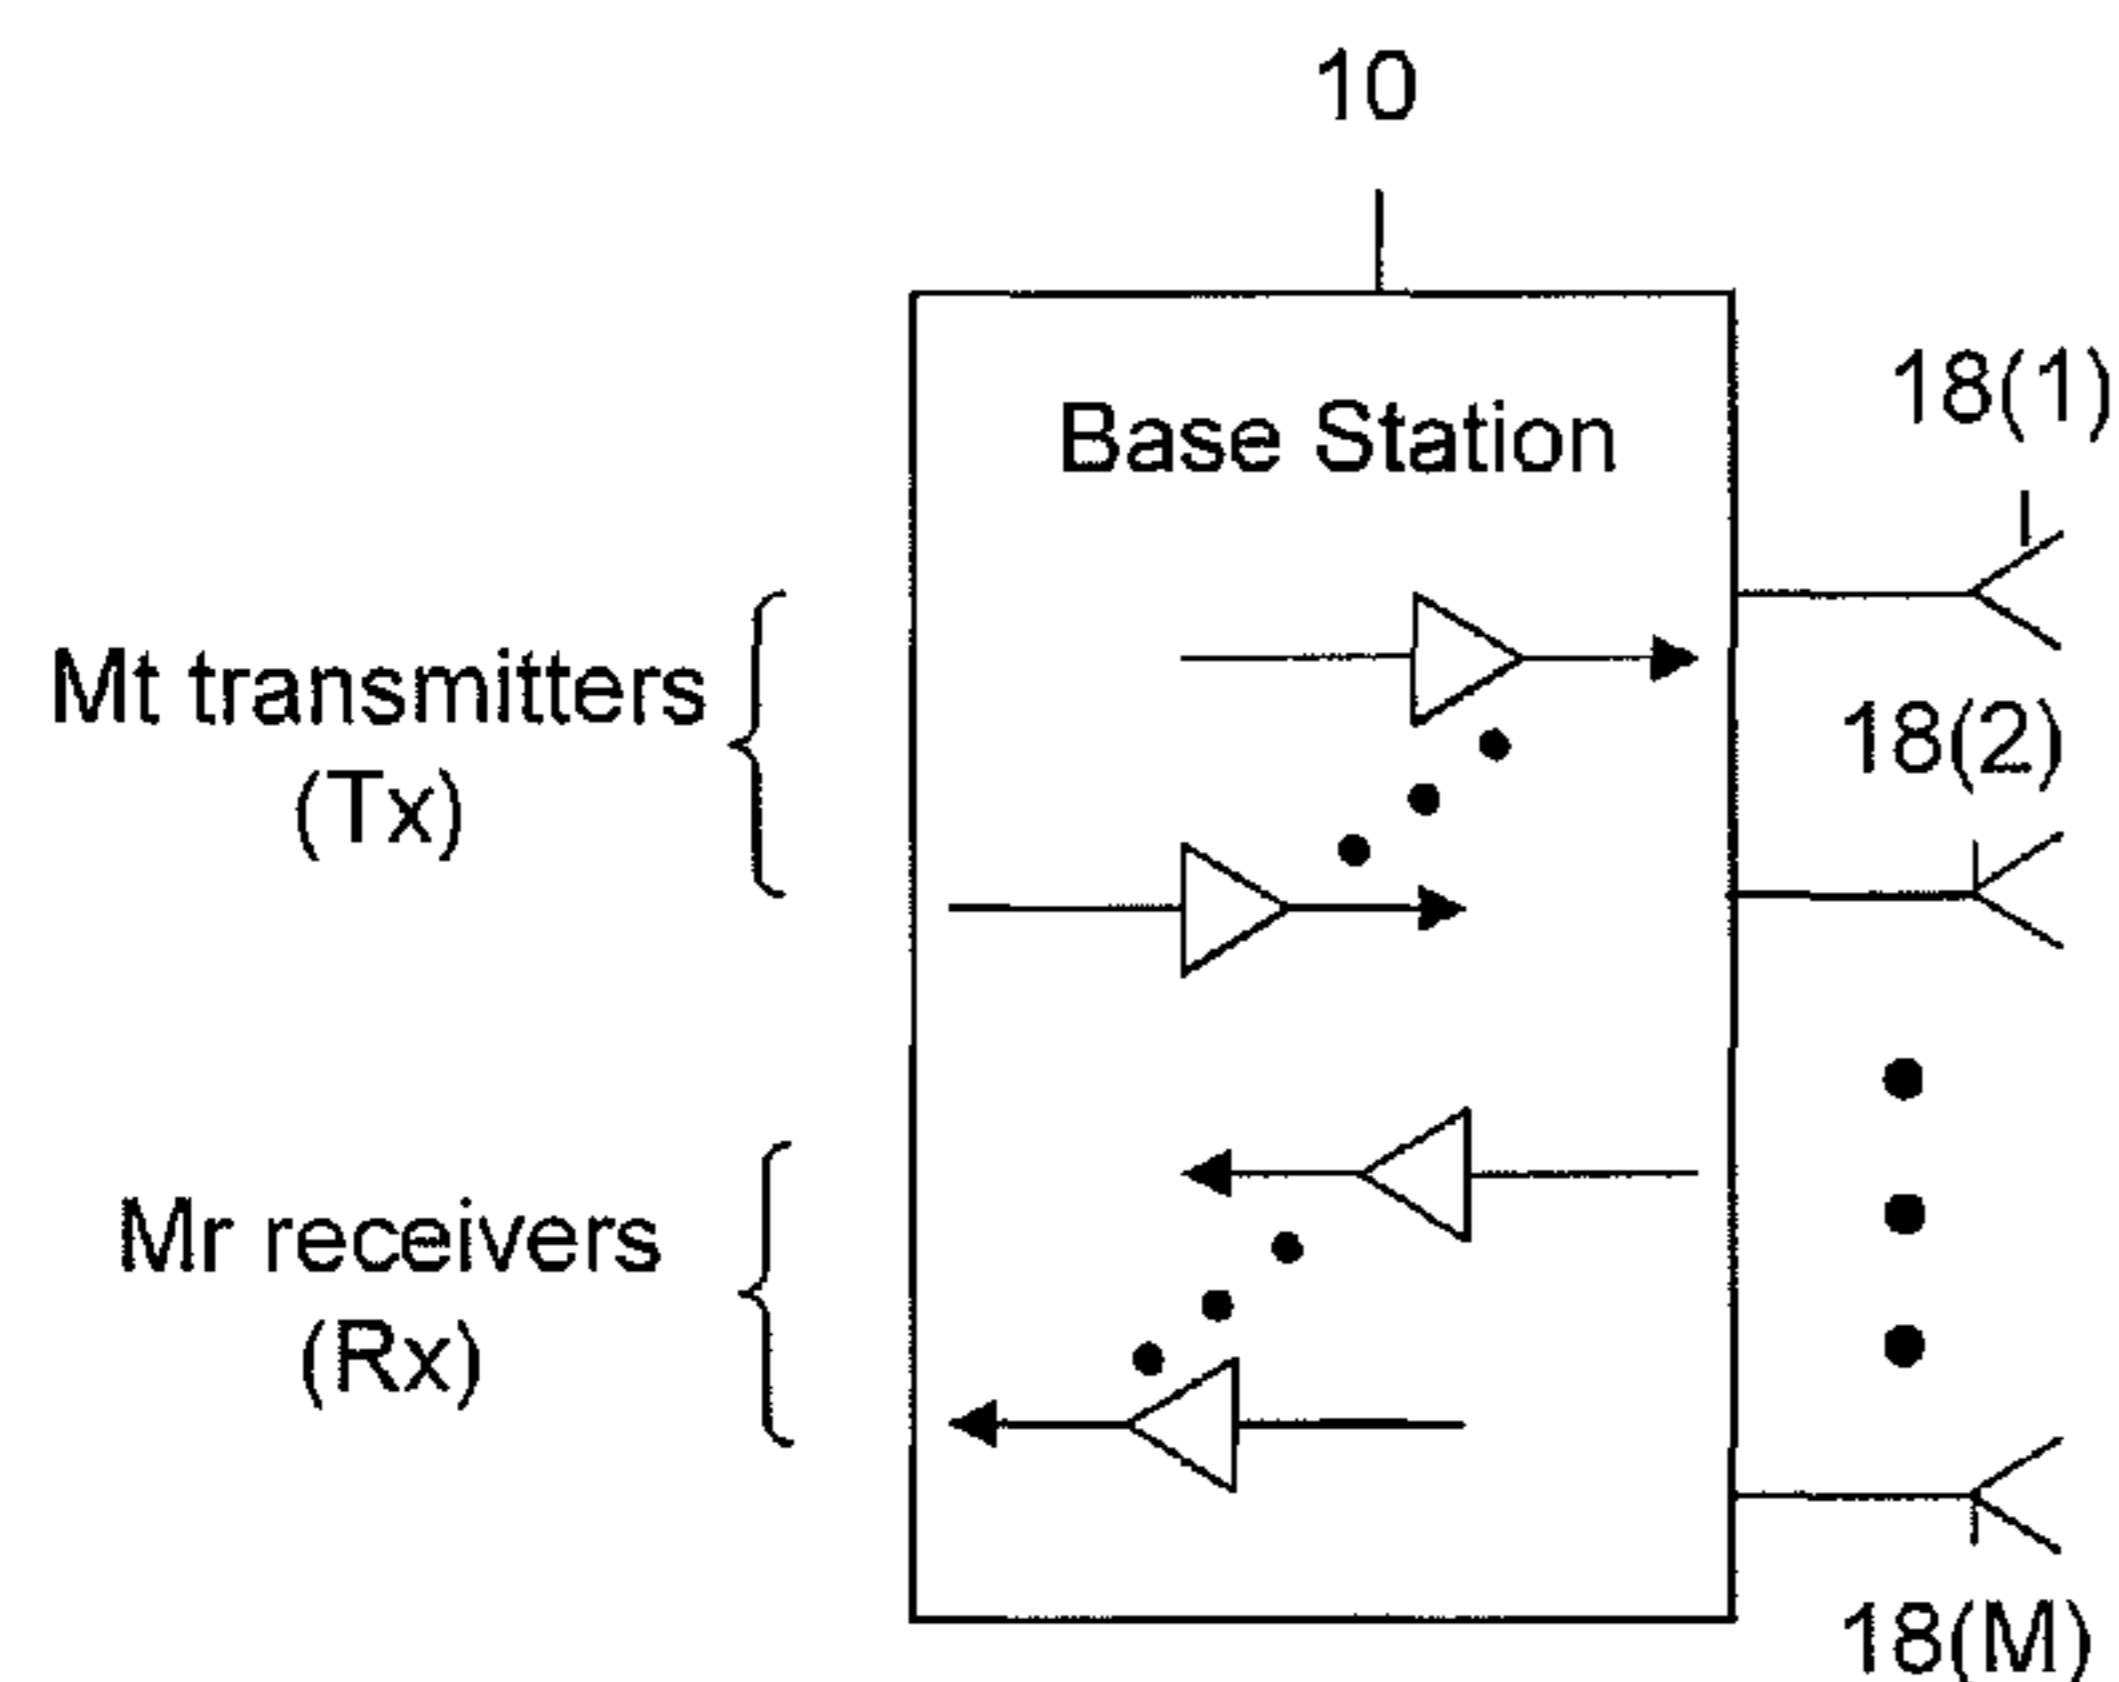 10
Base Station
18(1)
Mt transmitters
(Tx)
18(2)
Mr receivers
(Rx)
18(M)